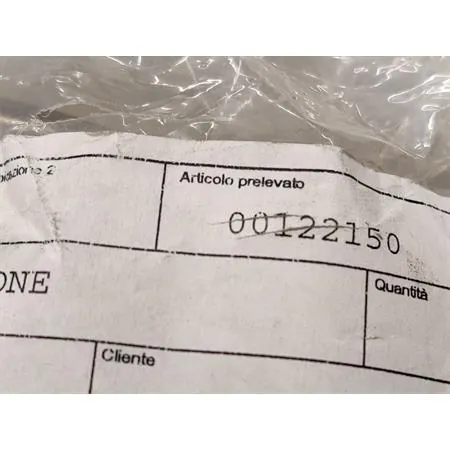 Articolo prelevato
00122150
ONE
Quantità
Cliente